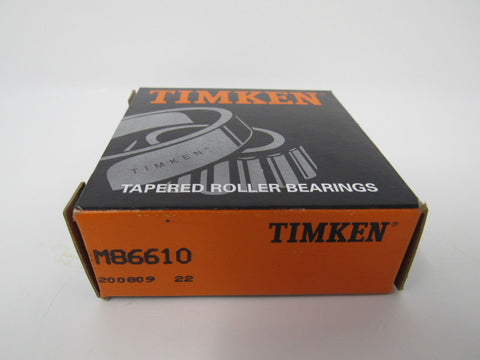 TIMKEN
TIMKEN®
TAPERED ROLLER BEARINGS
TIMKEN®
M86610
200809 22